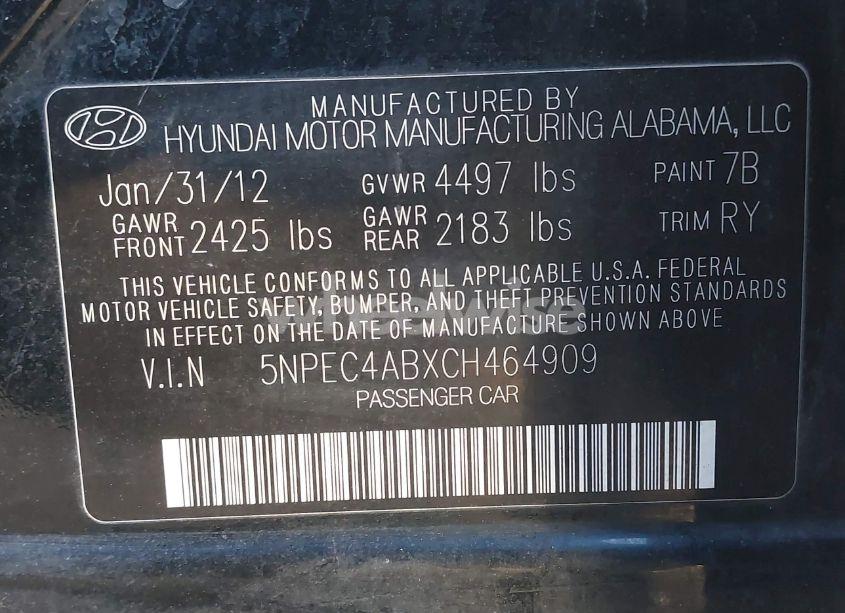 MANUFACTURED BY
HYUNDAI MOTOR MANUFACTURING ALABAMA, LLC
Jan/31/12 GVWR 4497 lbs PAINT 7B
GAWR FRONT 2425 lbs GAWR REAR 2183 lbs TRIM RY
THIS VEHICLE CONFORMS TO ALL APPLICABLE U.S.A. FEDERAL
MOTOR VEHICLE SAFETY, BUMPER, AND THEFT PREVENTION STANDARDS
IN EFFECT ON THE DATE OF MANUFACTURE SHOWN ABOVE
V.I.N 5NPEC4ABXCH464909
PASSENGER CAR